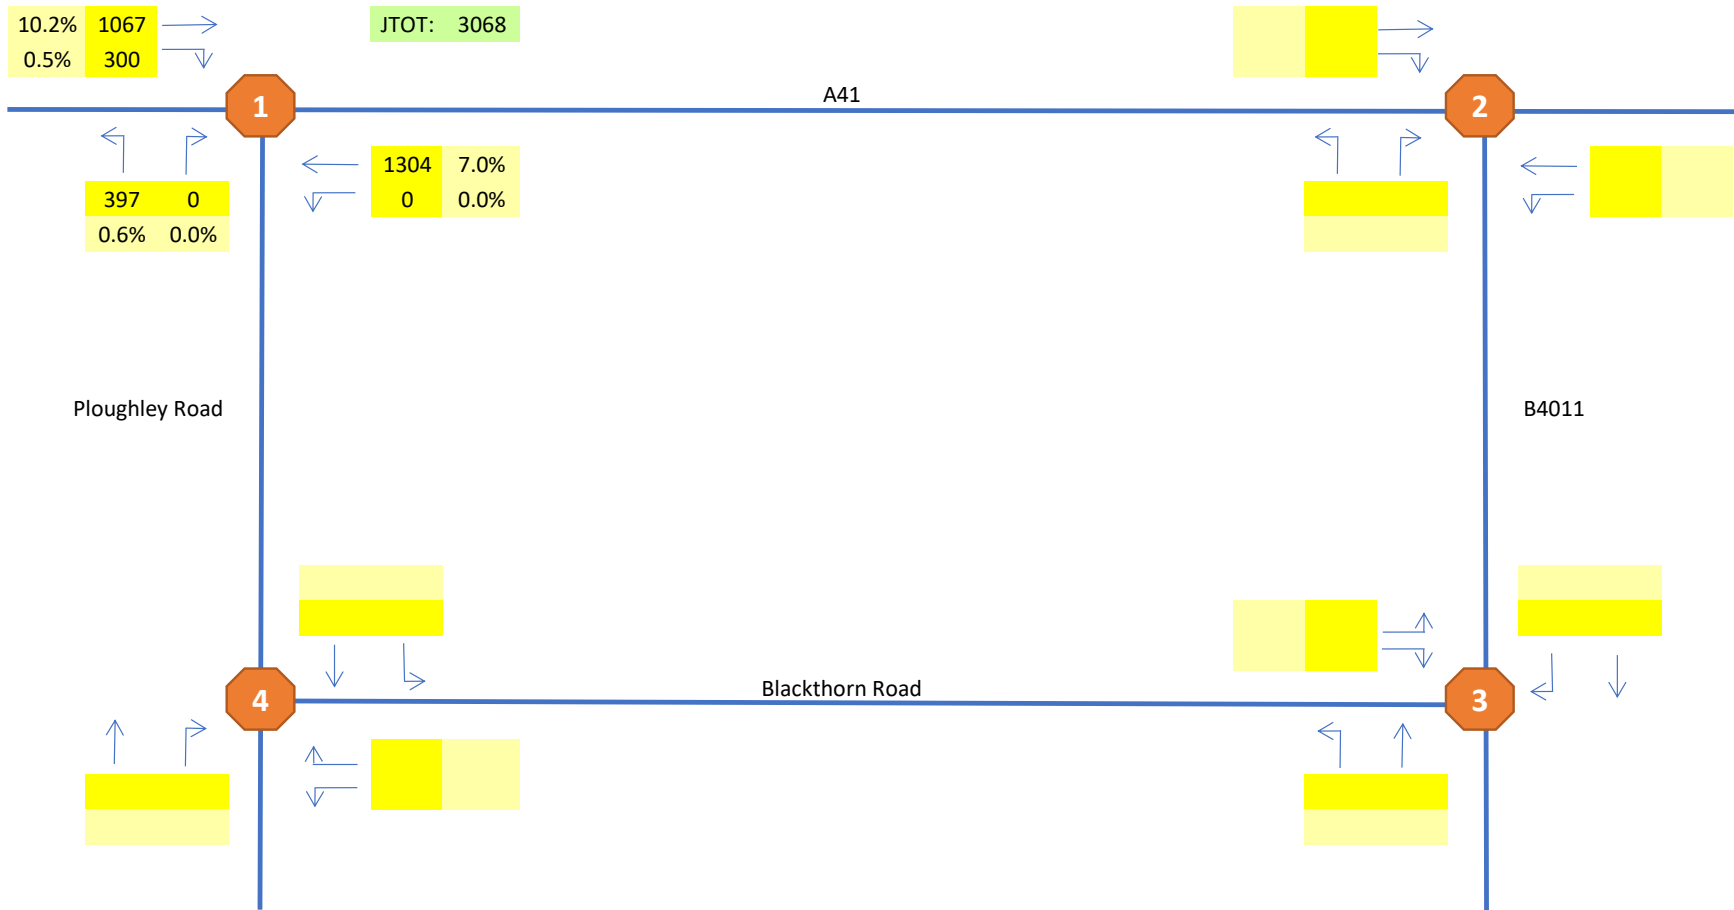 10.2% 1067
0.5% 300
JTOT: 3068
1
A41
2
1304 7.0%
0 0.0%
397 0
0.6% 0.0%
Ploughley Road
B4011
4
Blackthorn Road
3